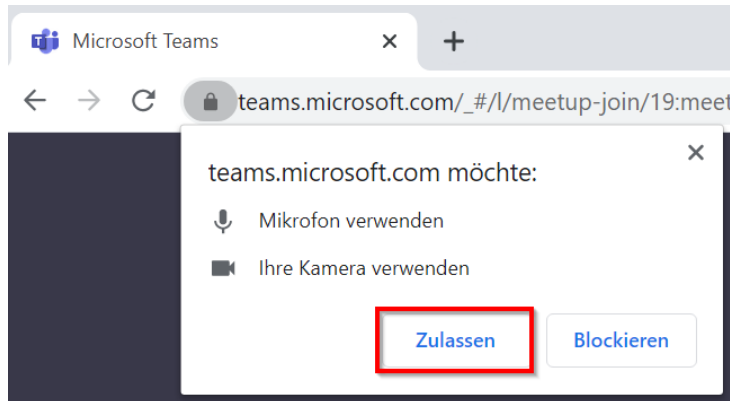 Microsoft Teams
teams.microsoft.com/_#/l/meetup-join/19:meet
teams.microsoft.com möchte:
Mikrofon verwenden
Ihre Kamera verwenden
Zulassen
Blockieren